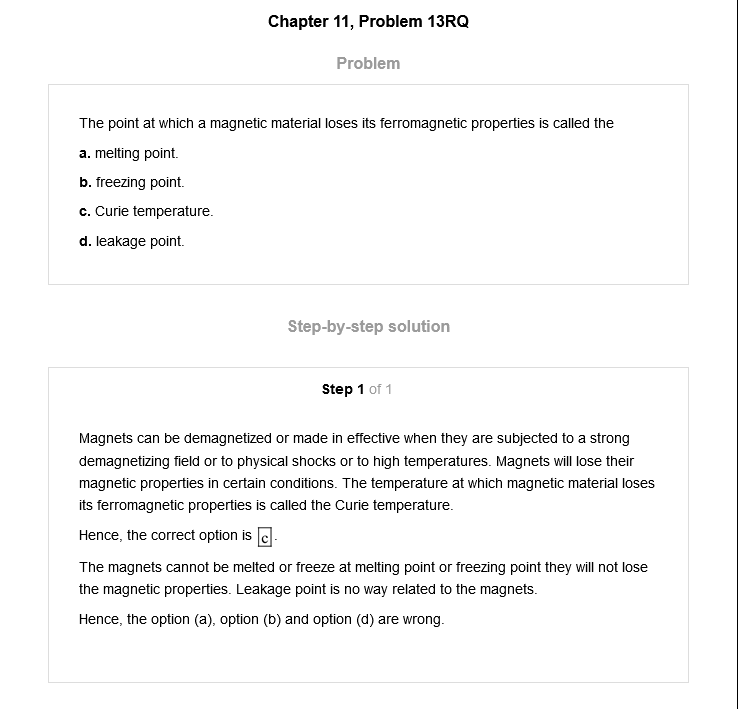 Chapter 11, Problem 13RQ
Problem
The point at which a magnetic material loses its ferromagnetic properties is called the
a. melting point.
b. freezing point.
c. Curie temperature.
d. leakage point.
Step-by-step solution
Step 1 of 1
Magnets can be demagnetized or made in effective when they are subjected to a strong
demagnetizing field or to physical shocks or to high temperatures. Magnets will lose their
magnetic properties in certain conditions. The temperature at which magnetic material loses
its ferromagnetic properties is called the Curie temperature.
Hence, the correct option is c.
The magnets cannot be melted or freeze at melting point or freezing point they will not lose
the magnetic properties. Leakage point is no way related to the magnets.
Hence, the option (a), option (b) and option (d) are wrong.